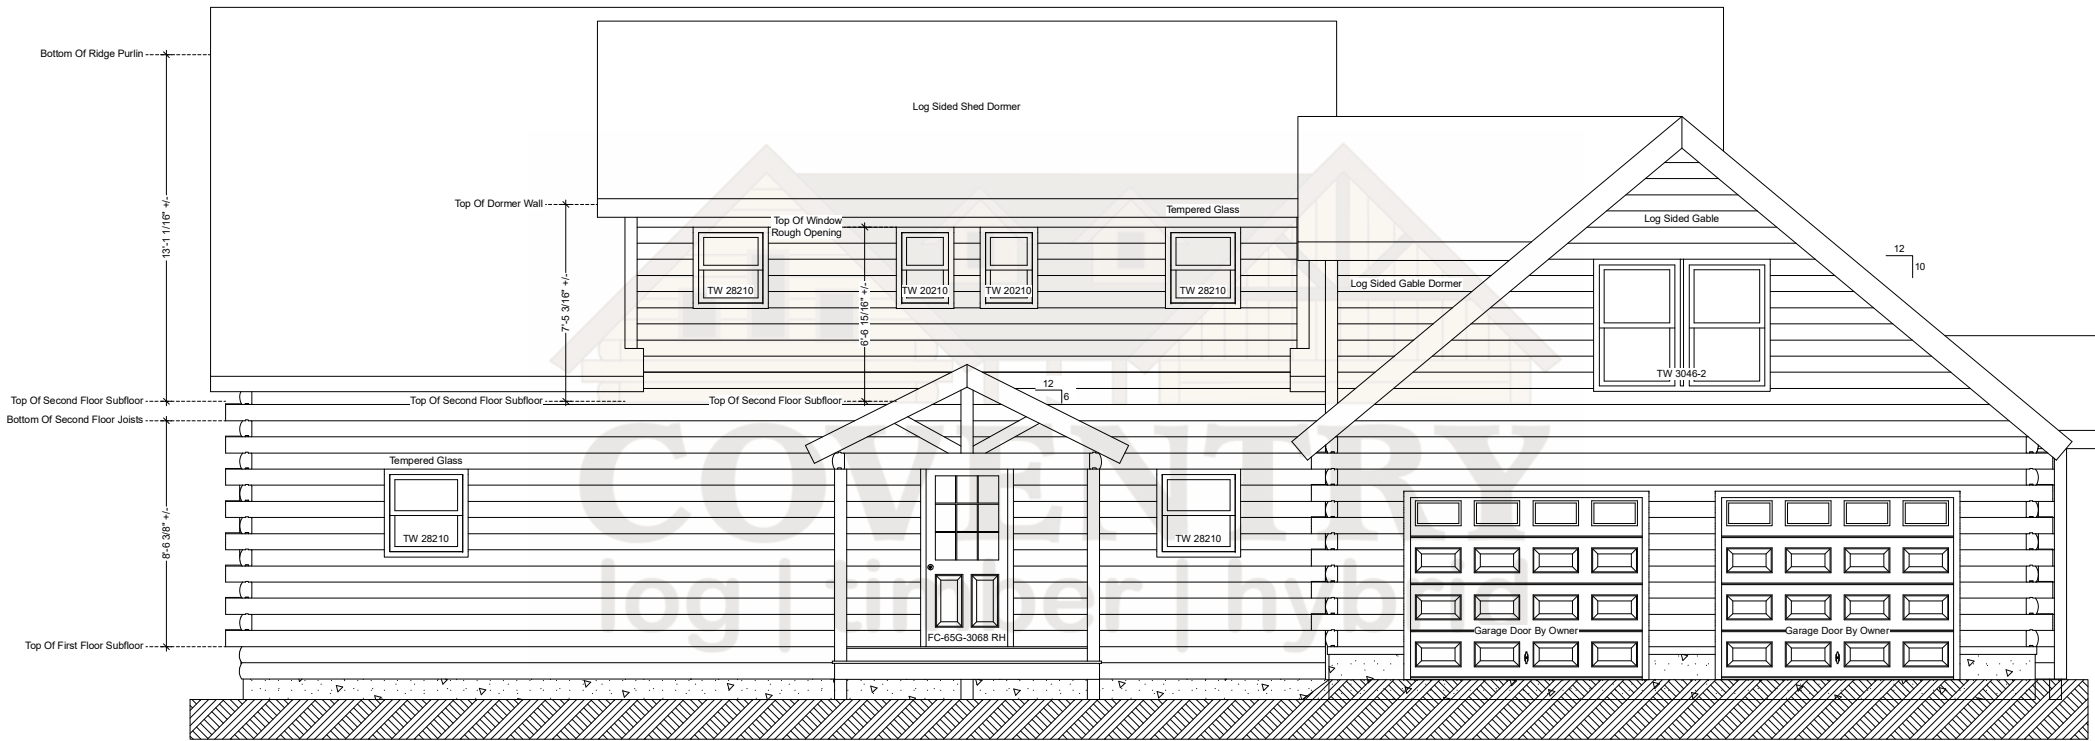 Bottom Of Ridge Purlin
Log Sided Shed Dormer
Top Of Dormer Wall
Tempered Glass
Top Of Window
Rough Opening
Log Sided Gable
13'-1 1/16" +/-
12
10
7'-5 3/16" +/-
6'-6 15/16" +/-
TW 28210
TW 20210
TW 20210
TW 28210
Log Sided Gable Dormer
TW 3046-2
12
6
Top Of Second Floor Subfloor
Top Of Second Floor Subfloor
Top Of Second Floor Subfloor
Bottom Of Second Floor Joists
Tempered Glass
8'-6 3/8" +/-
TW 28210
TW 28210
COVENTRY
log | timber | hybrid
FC-65G-3068 RH
Garage Door By Owner
Garage Door By Owner
Top Of First Floor Subfloor